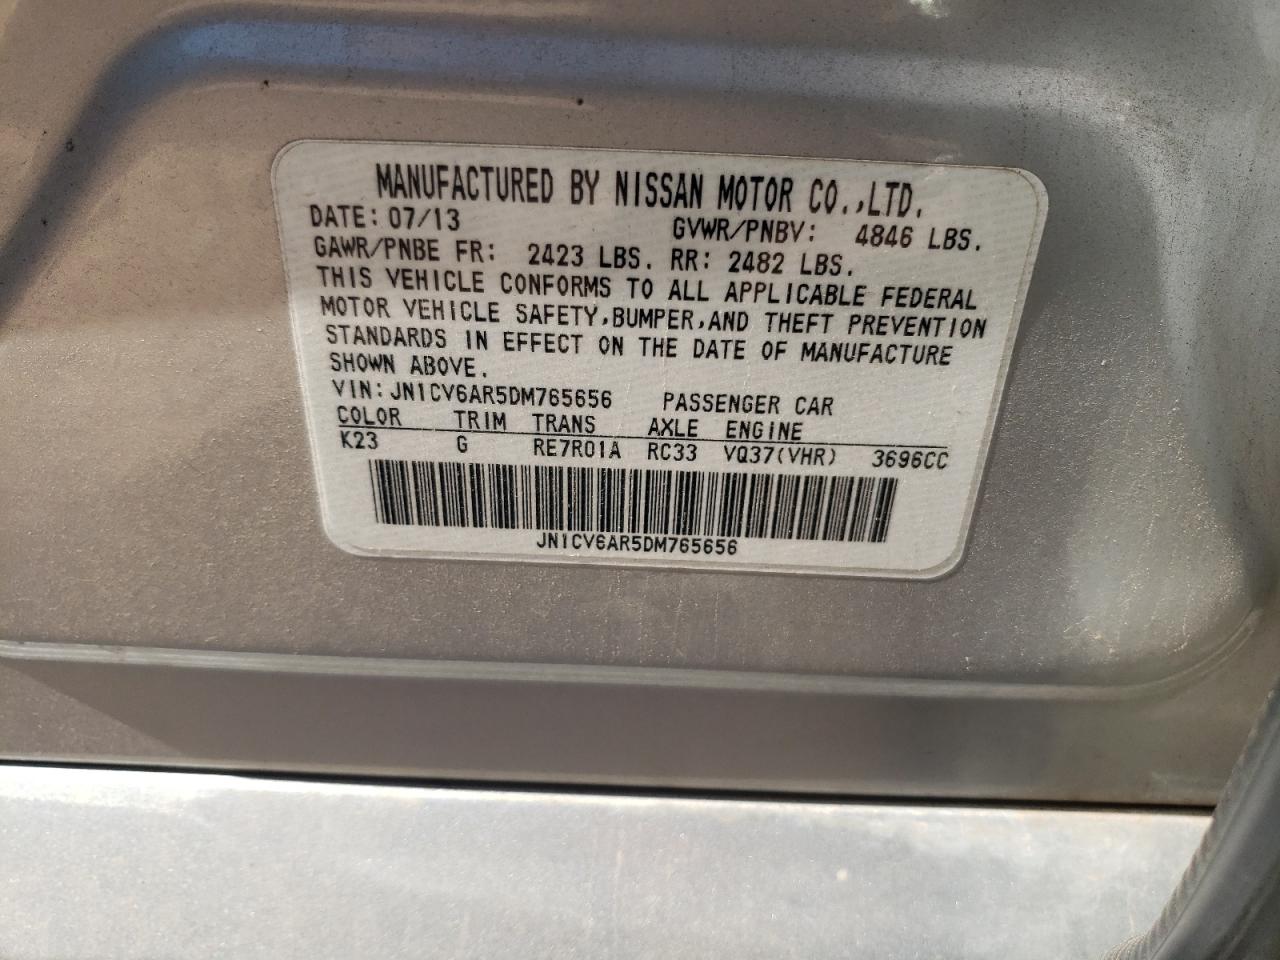 MANUFACTURED BY NISSAN MOTOR CO.,LTD.
DATE: 07/13 GVWR/PNBV: 4846 LBS.
GAWR/PNBE FR: 2423 LBS. RR: 2482 LBS.
THIS VEHICLE CONFORMS TO ALL APPLICABLE FEDERAL
MOTOR VEHICLE SAFETY,BUMPER,AND THEFT PREVENTION
STANDARDS IN EFFECT ON THE DATE OF MANUFACTURE
SHOWN ABOVE.
VIN: JN1CV6AR5DM765656 PASSENGER CAR
COLOR TRIM TRANS AXLE ENGINE
K23 G RE7R01A RC33 VQ37(VHR) 3696CC
JN1CV6AR5DM765656